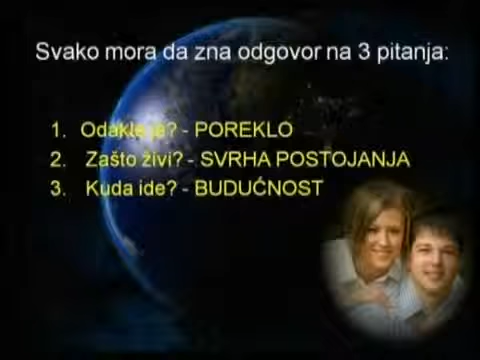 Svako mora da zna odgovor na 3 pitanja:
1. Odakle je? - POREKLO
2. Zašto živi? - SVRHA POSTOJANJA
3. Kuda ide? - BUDUĆNOST